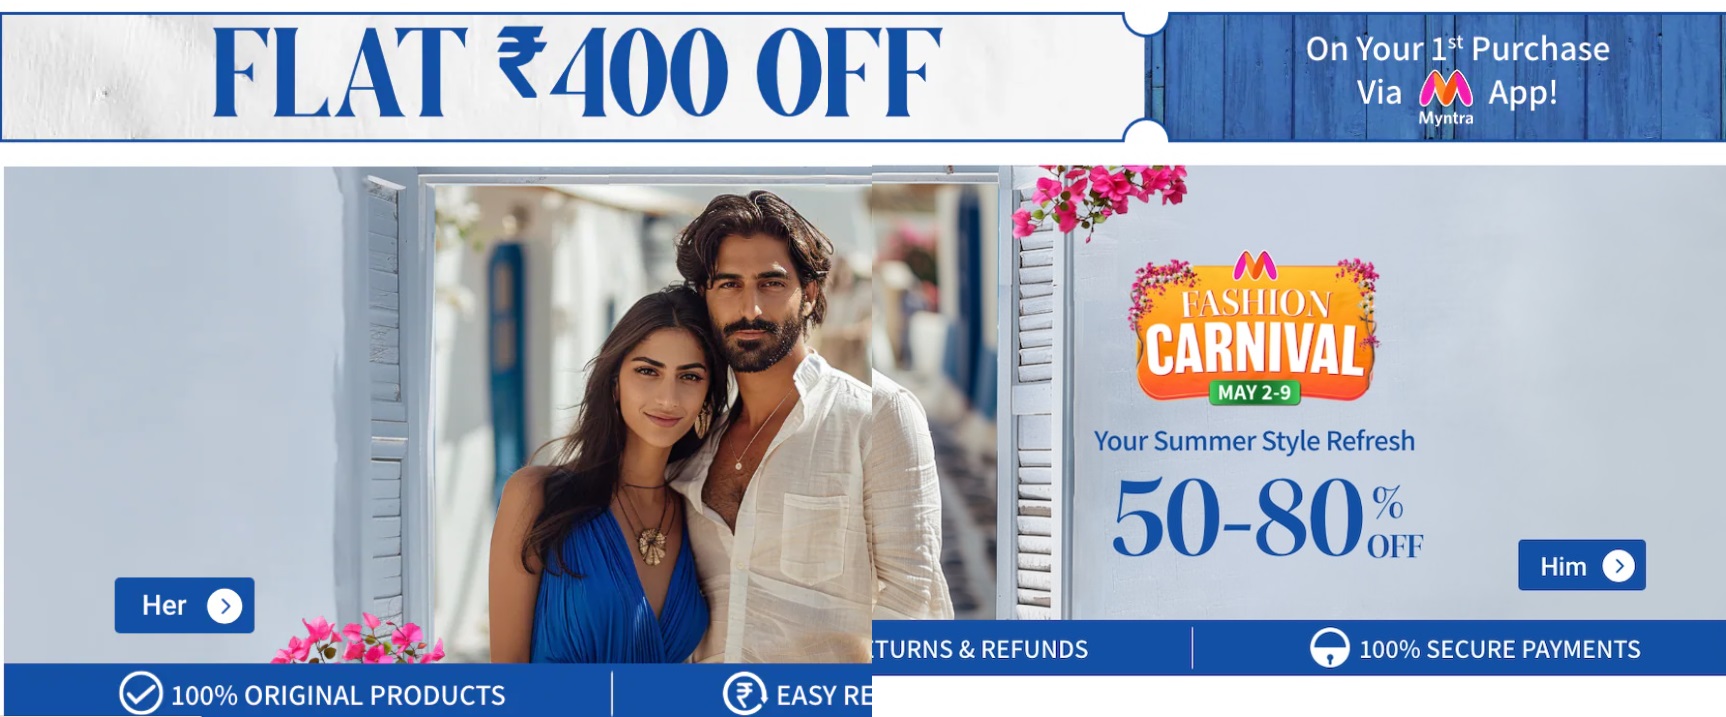 FLAT ₹400 OFF
On Your 1st Purchase
Via Myntra App!
FASHION
CARNIVAL
MAY 2-9
Your Summer Style Refresh
50-80% OFF
Her
Him
100% ORIGINAL PRODUCTS
EASY RE
TURNS & REFUNDS
100% SECURE PAYMENTS